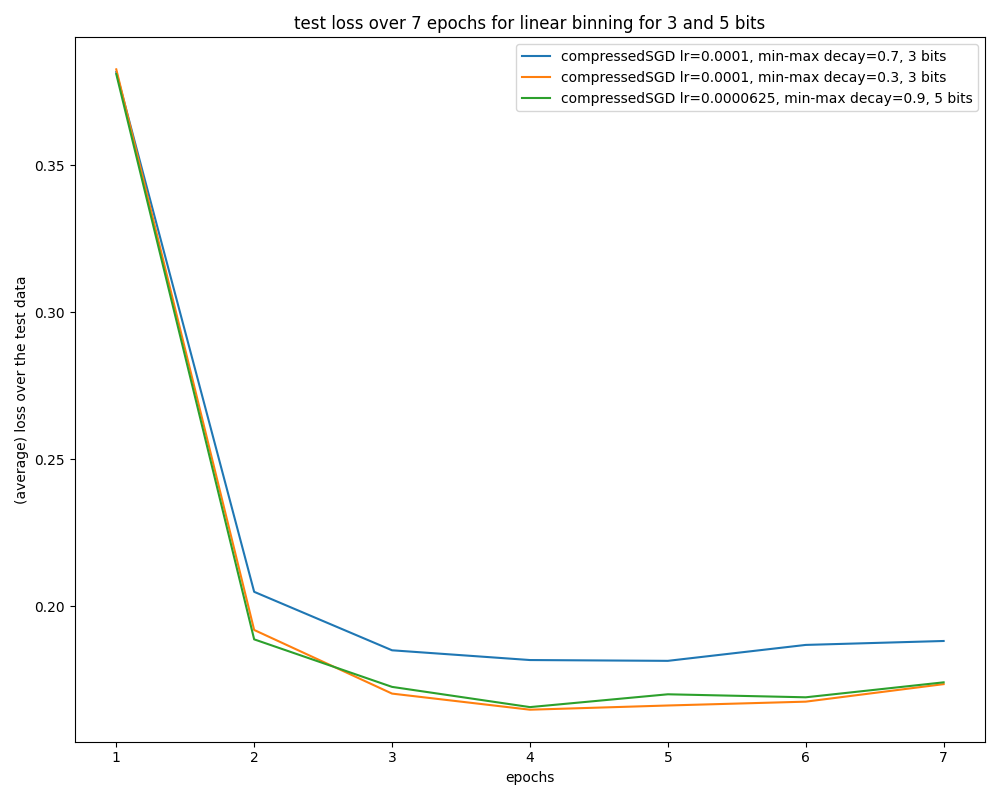 test loss over 7 epochs for linear binning for 3 and 5 bits
compressedSGD lr=0.0001, min-max decay=0.7, 3 bits
compressedSGD lr=0.0001, min-max decay=0.3, 3 bits
compressedSGD lr=0.0000625, min-max decay=0.9, 5 bits
(average) loss over the test data
0.35
0.30
0.25
0.20
1 2 3 4 5 6 7
epochs